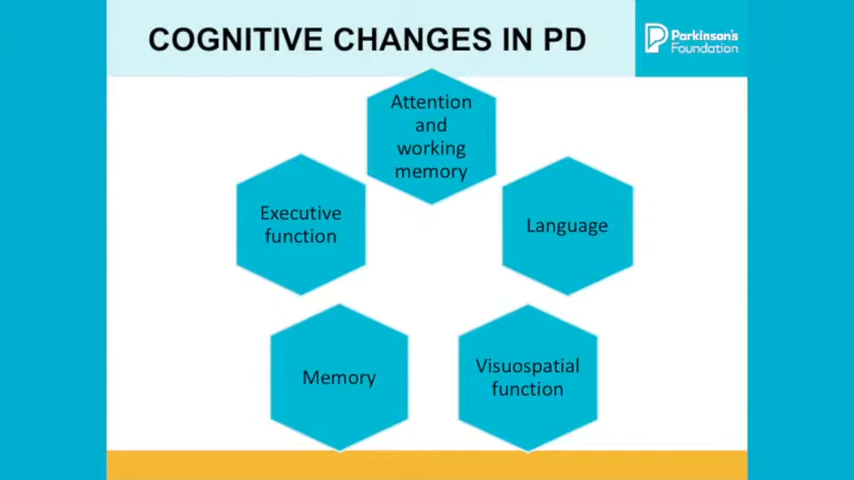 COGNITIVE CHANGES IN PD
Parkinson's
Foundation
Attention
and
working
memory
Executive
function
Language
Memory
Visuospatial
function